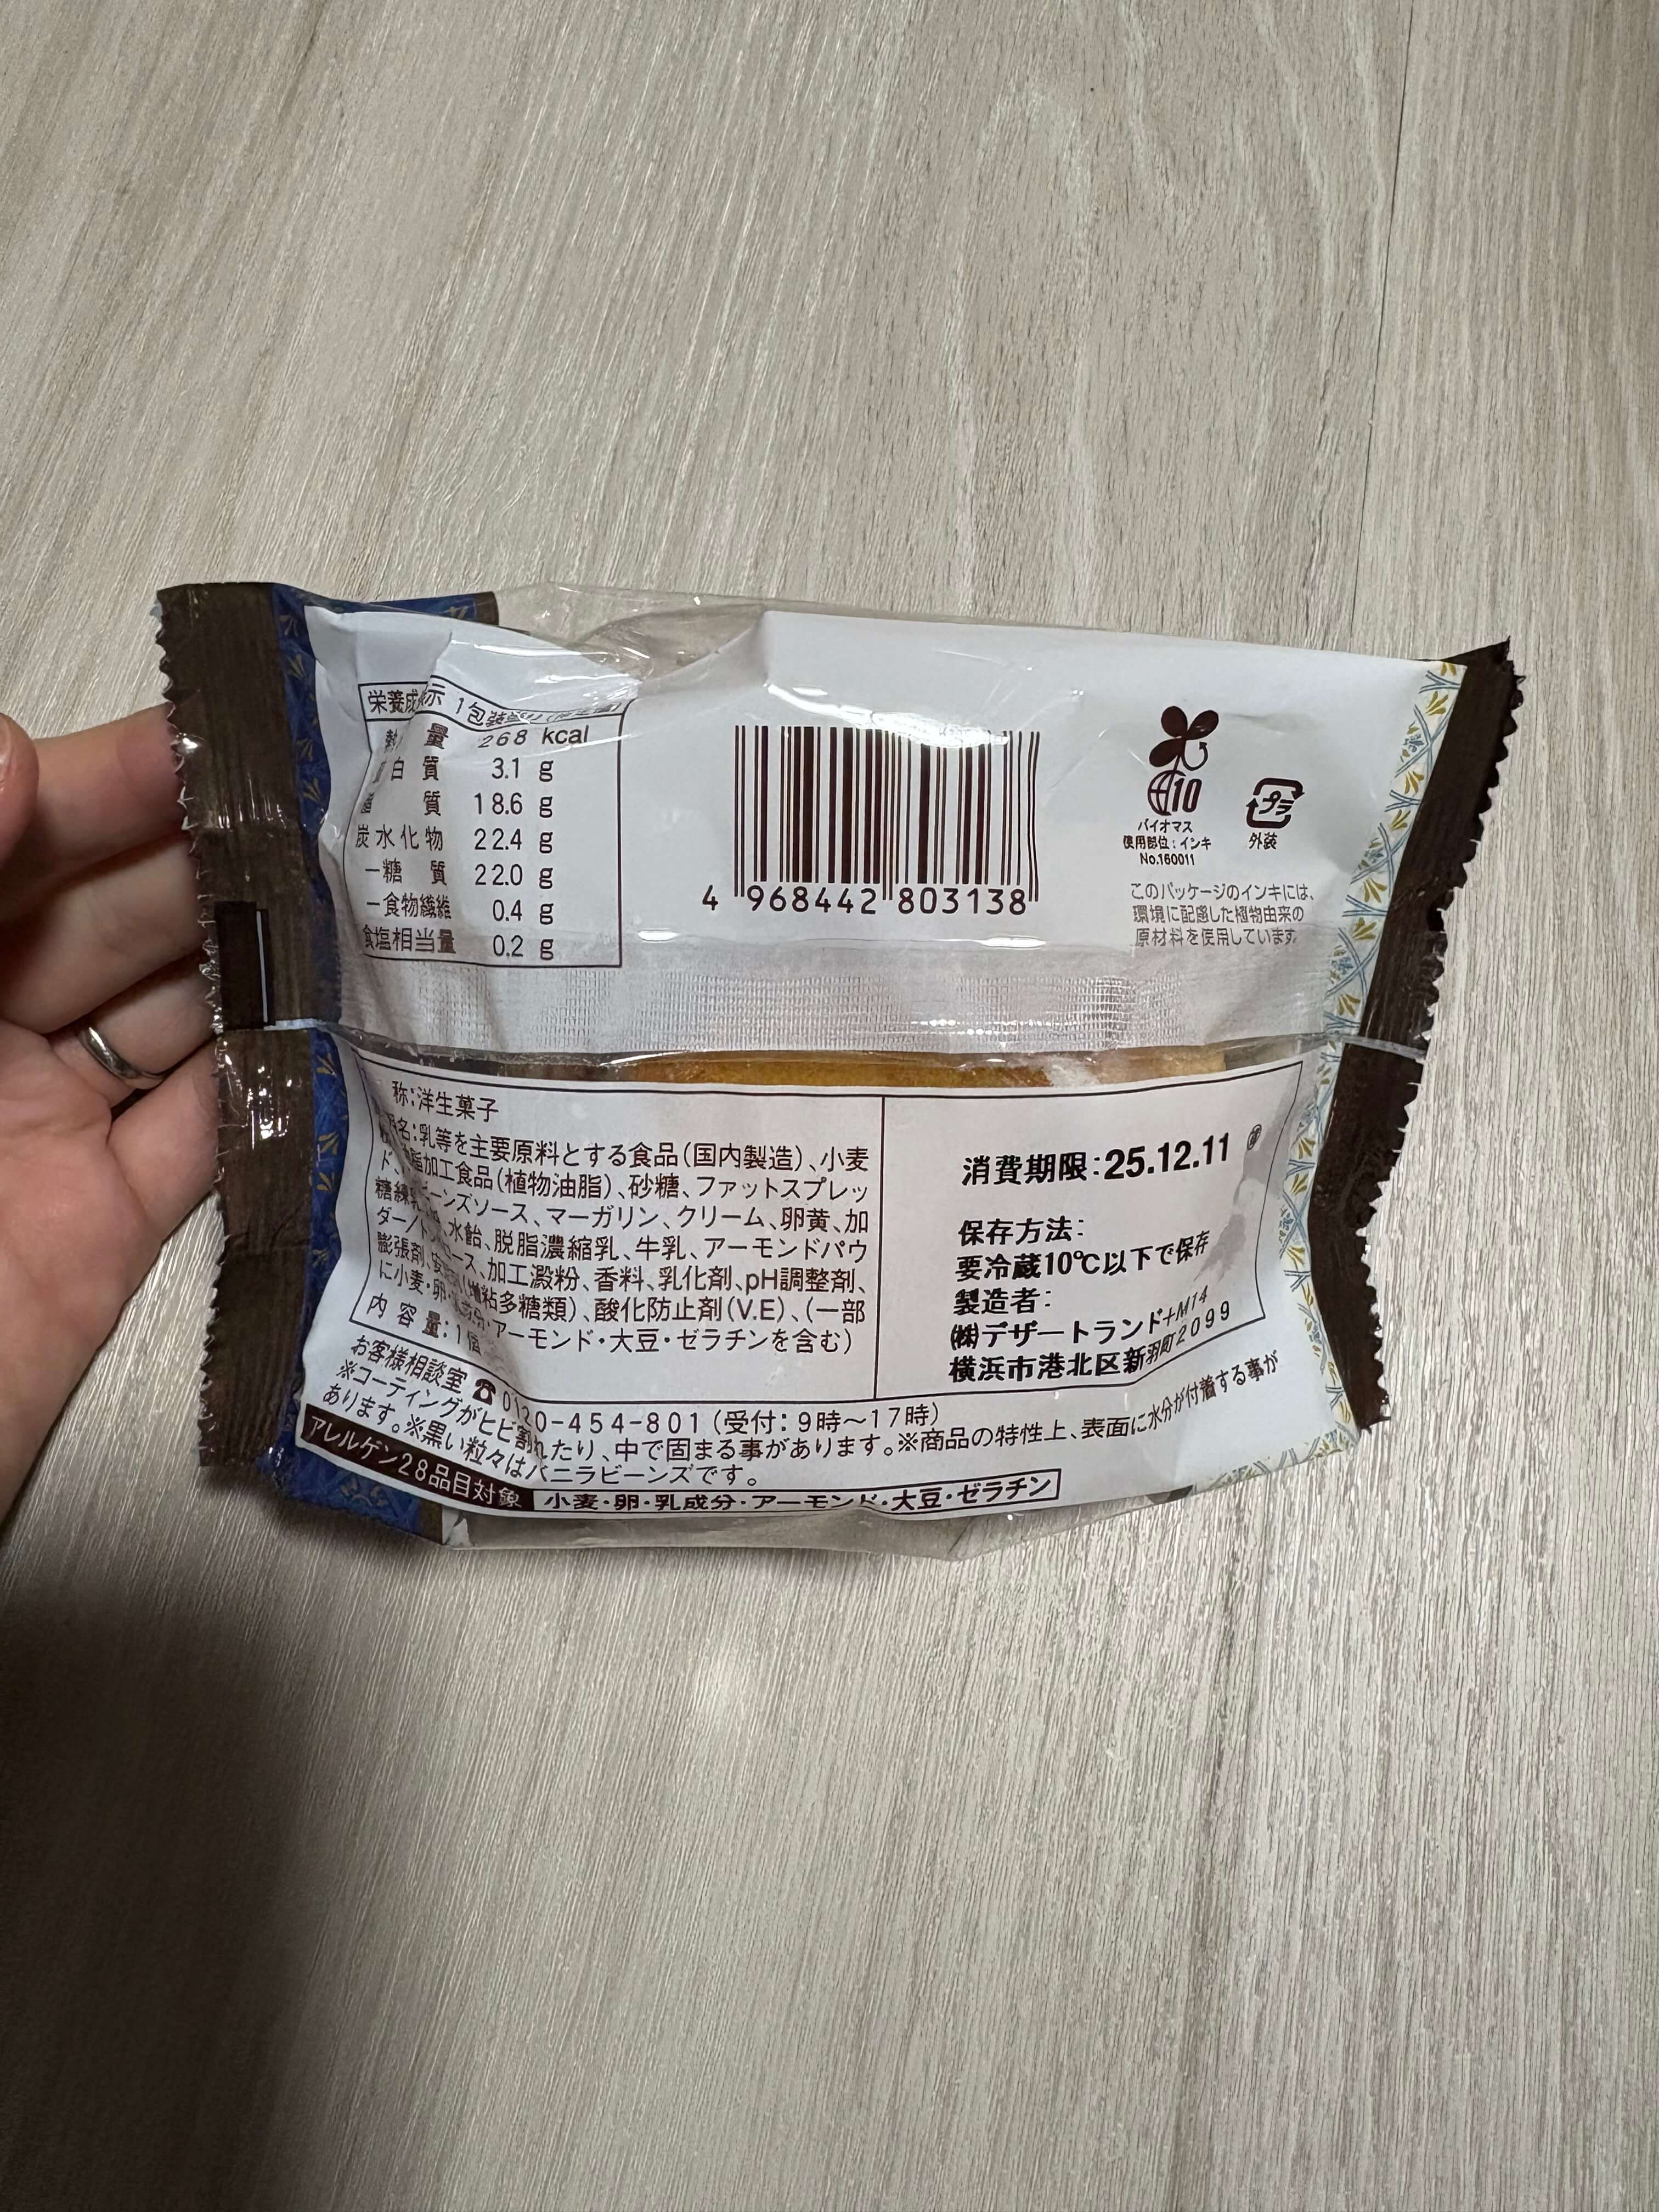 栄養成 示 1包装
量 268 kcal
白質 3.1 g
質 18.6 g
炭水化物 22.4 g
－糖質 22.0 g
－食物繊維 0.4 g
食塩相当量 0.2 g
4 968442 803138
10
バイオマス
使用部位：インキ
No.160011
プラ
外装
このパッケージのインキには、
環境に配慮した植物由来の
原材料を使用しています。
称：洋生菓子
名：乳等を主要原料とする食品（国内製造）、小麦
脂加工食品（植物油脂）、砂糖、ファットスプレッ
ド、 ーンズソース、マーガリン、クリーム、卵黄、加
糖練乳 、水飴、脱脂濃縮乳、牛乳、アーモンドパウ
ダー ース、加工澱粉、香料、乳化剤、pH調整剤、
膨張剤、 増粘多糖類）、酸化防止剤（V.E）、（一部
に小麦・卵・ 成分・アーモンド・大豆・ゼラチンを含む）
内容量：1個
消費期限：25.12.11
保存方法：
要冷蔵10℃以下で保存
製造者：
㈱デザートランド+M14
横浜市港北区新羽町2099
お客様相談室 ☎0120-454-801（受付：9時～17時）
※コーティングがヒビ割れたり、中で固まる事があります。※商品の特性上、表面に水分が付着する事が
あります。※黒い粒々はバニラビーンズです。
アレルゲン28品目対象 小麦・卵・乳成分・アーモンド・大豆・ゼラチン